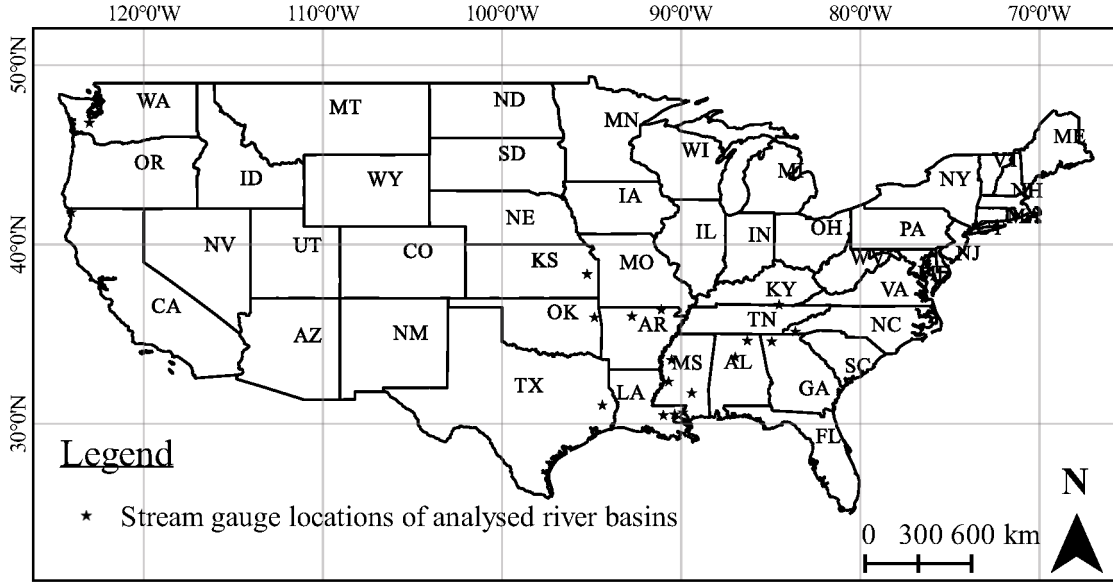 120°0'W 110°0'W 100°0'W 90°0'W 80°0'W 70°0'W
50°0'N
40°0'N
30°0'N
WA MT ND MN ME
OR ID WY SD WI MI NY VT NH
NV UT CO NE IA IL IN OH PA NJ
CA KS MO WV VA KY
AZ NM OK AR TN NC
TX LA MS AL GA SC
FL
Legend
Stream gauge locations of analysed river basins
N
0 300 600 km